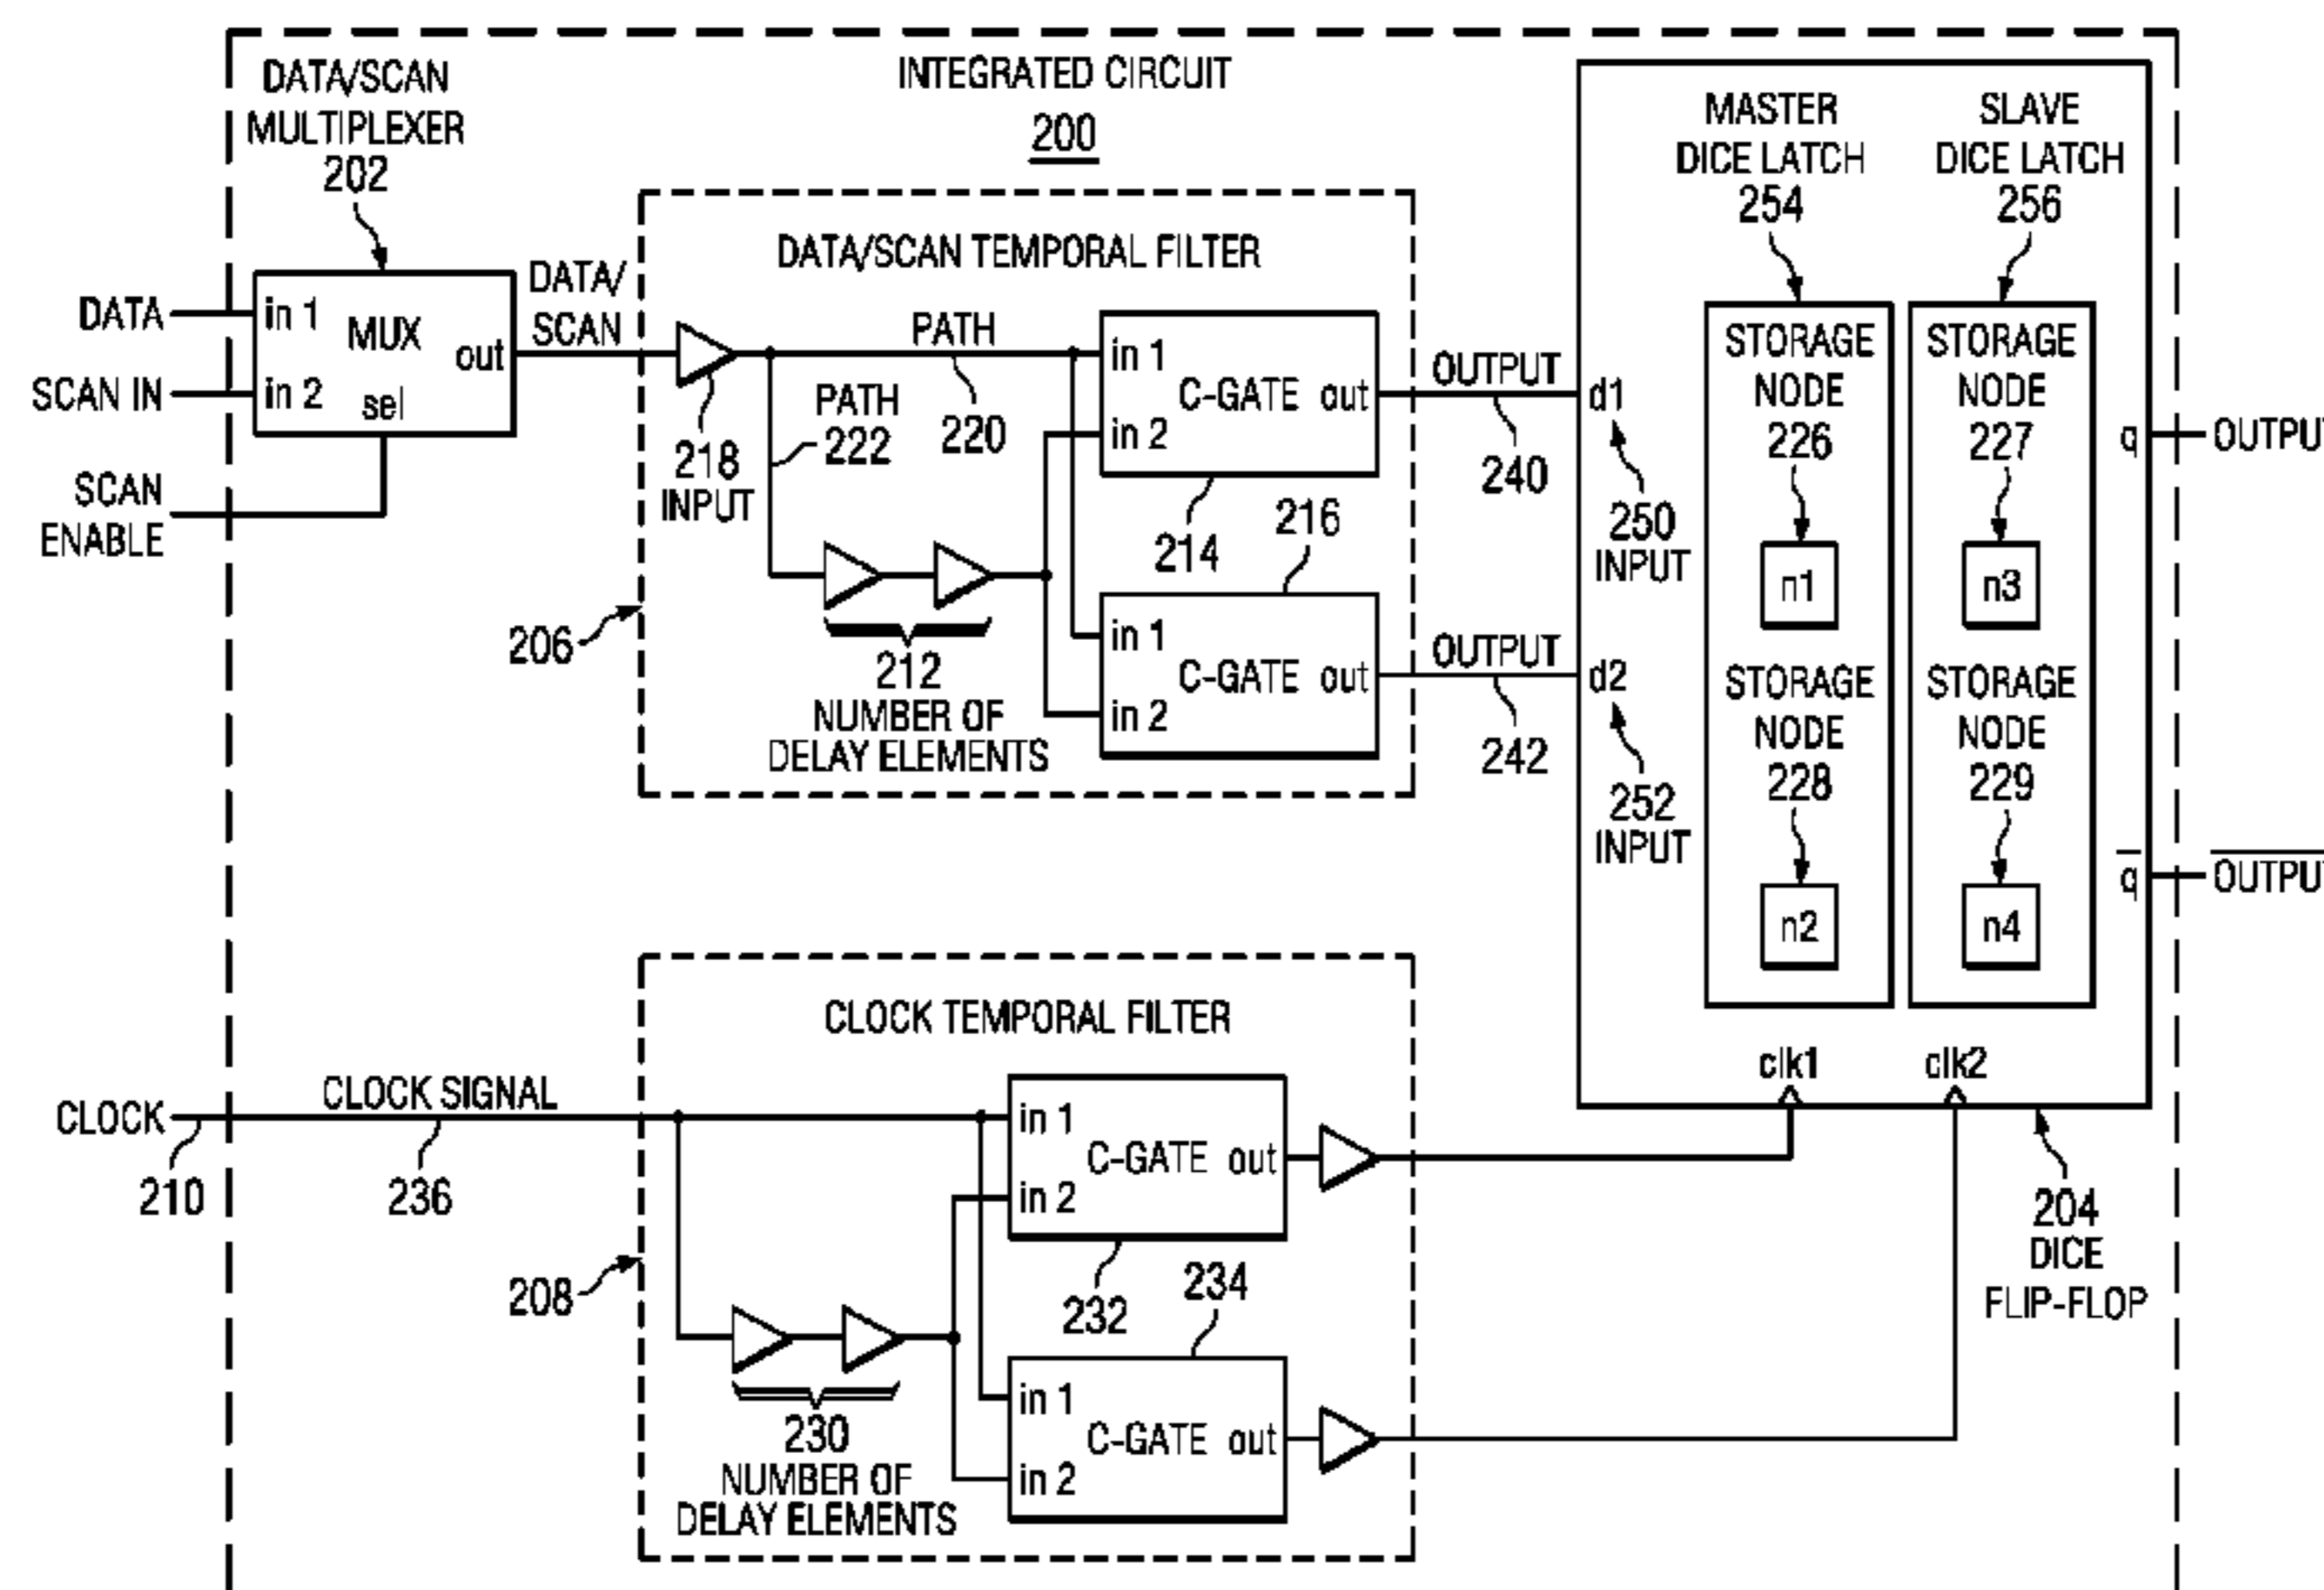 INTEGRATED CIRCUIT
200
DATA/SCAN
MULTIPLEXER
202
DATA
SCAN IN
SCAN
ENABLE
in 1
MUX
out
in 2
sel
DATA/
SCAN
DATA/SCAN TEMPORAL FILTER
218
INPUT
PATH
220
PATH
222
206
212
NUMBER OF
DELAY ELEMENTS
in 1
C-GATE out
in 2
214
216
in 1
C-GATE out
in 2
OUTPUT
240
OUTPUT
242
d1
250
INPUT
d2
252
INPUT
MASTER
DICE LATCH
254
STORAGE
NODE
226
n1
STORAGE
NODE
228
n2
SLAVE
DICE LATCH
256
STORAGE
NODE
227
n3
STORAGE
NODE
229
n4
q
OUTPU
q
OUTPU
clk1
clk2
204
DICE
FLIP-FLOP
CLOCK
210
CLOCK SIGNAL
236
CLOCK TEMPORAL FILTER
208
230
NUMBER OF
DELAY ELEMENTS
in 1
C-GATE out
in 2
232
234
in 1
C-GATE out
in 2